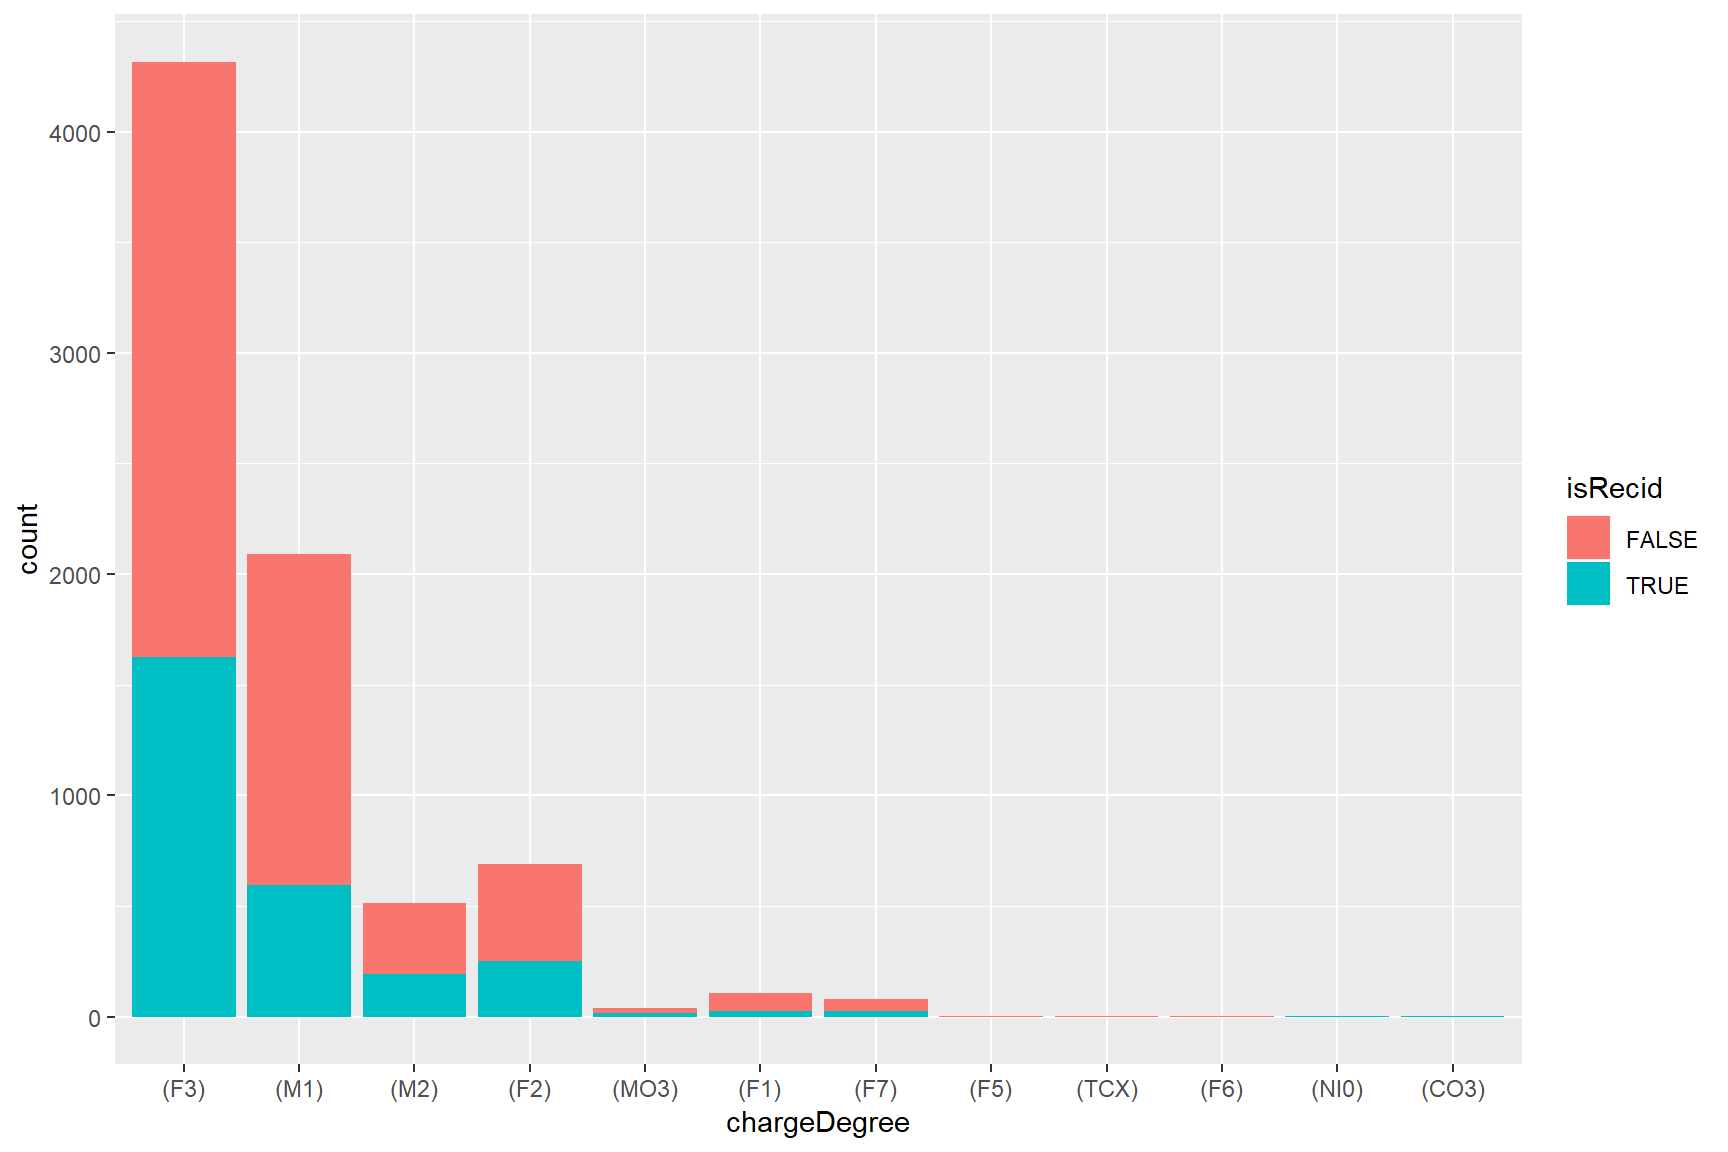 4000
3000
2000
1000
0
count
(F3) (M1) (M2) (F2) (MO3) (F1) (F7) (F5) (TCX) (F6) (NI0) (CO3)
chargeDegree
isRecid
FALSE
TRUE